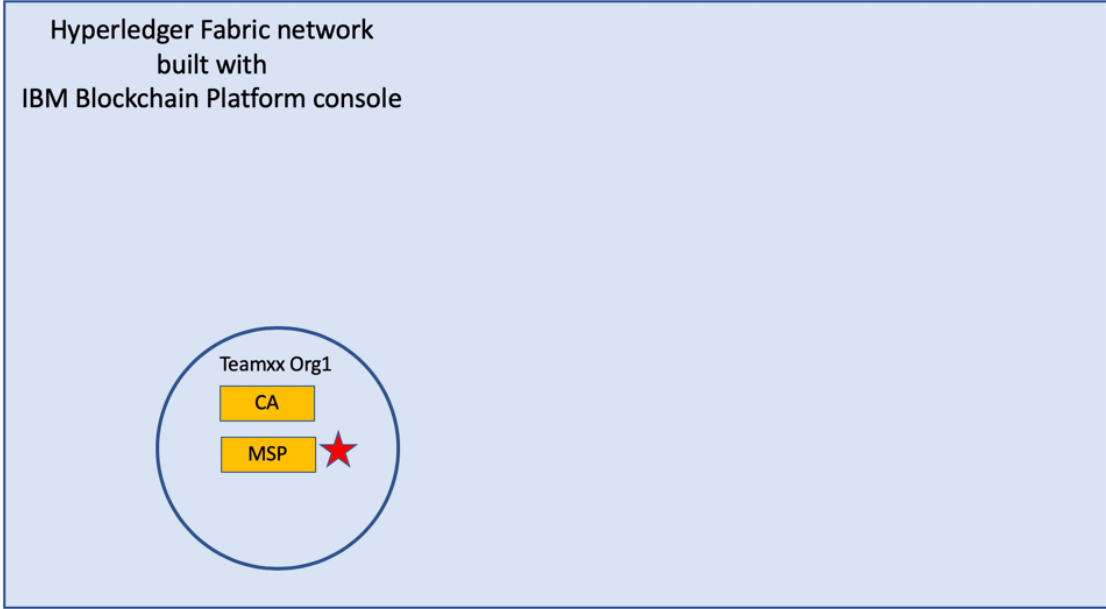 Hyperledger Fabric network
built with
IBM Blockchain Platform console
Teamxx Org1
CA
MSP